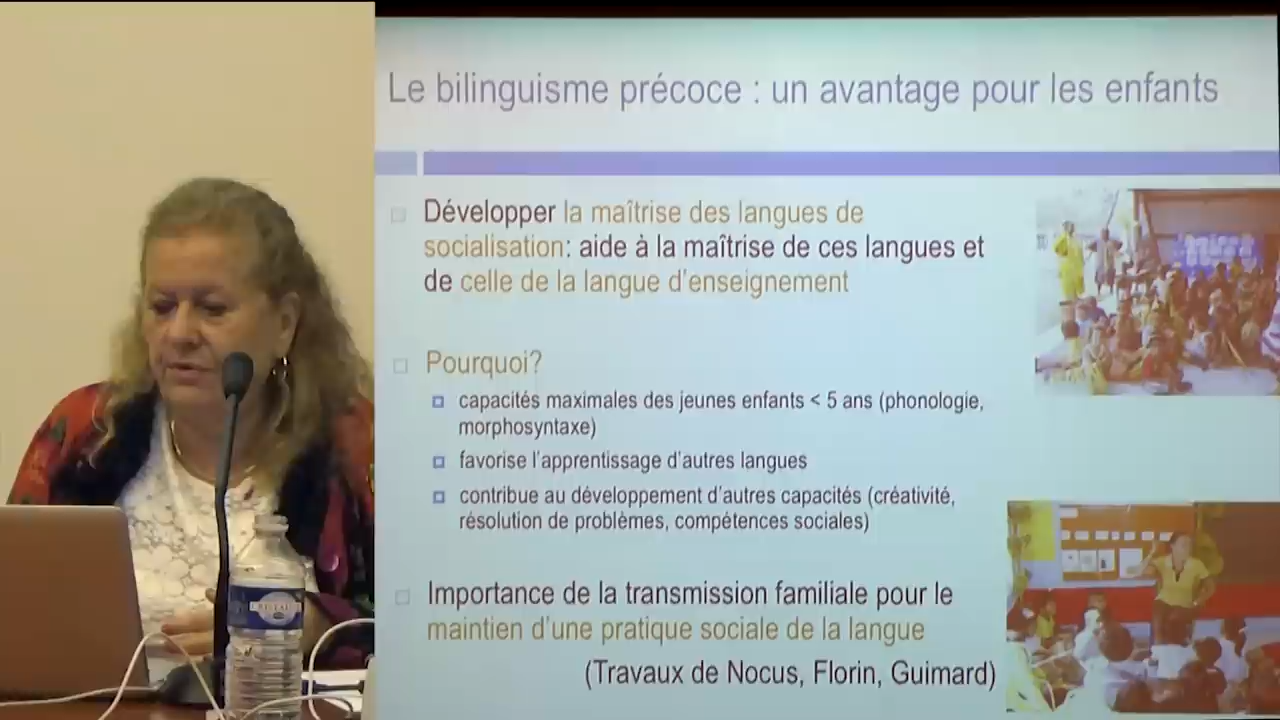 Le bilinguisme précoce : un avantage pour les enfants
Développer la maîtrise des langues de
socialisation: aide à la maîtrise de ces langues et
de celle de la langue d'enseignement
Pourquoi?
capacités maximales des jeunes enfants < 5 ans (phonologie,
morphosyntaxe)
favorise l'apprentissage d'autres langues
contribue au développement d'autres capacités (créativité,
résolution de problèmes, compétences sociales)
Importance de la transmission familiale pour le
maintien d'une pratique sociale de la langue
(Travaux de Nocus, Florin, Guimard)